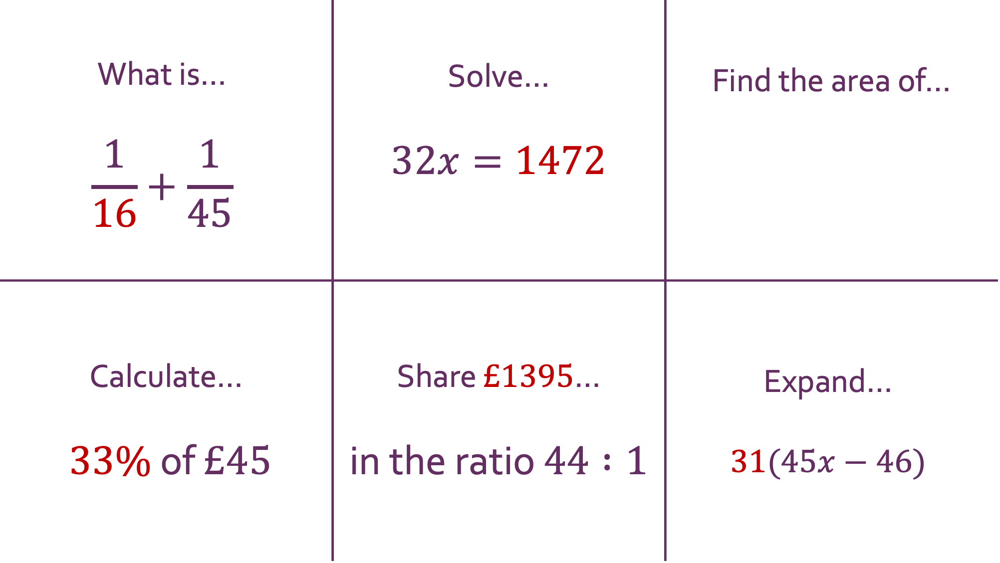 What is...
1/16 + 1/45
Solve...
32x = 1472
Find the area of...
Calculate...
33% of £45
Share £1395...
in the ratio 44 : 1
Expand...
31(45x − 46)